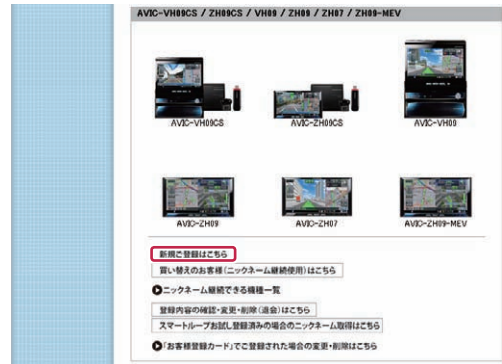 AVIC-VH09CS / ZH09CS / VH09 / ZH09 / ZH07 / ZH09-MEV
AVIC-VH09CS
AVIC-ZH09CS
AVIC-VH09
AVIC-ZH09
AVIC-ZH07
AVIC-ZH09-MEV
新規ご登録はこちら
買い替えのお客様(ニックネーム継続使用)はこちら
ニックネーム継続できる機種一覧
登録内容の確認・変更・削除(退会)はこちら
スマートループお試し登録済みの場合のニックネーム取得はこちら
「お客様登録カード」でご登録された場合の変更・削除はこちら